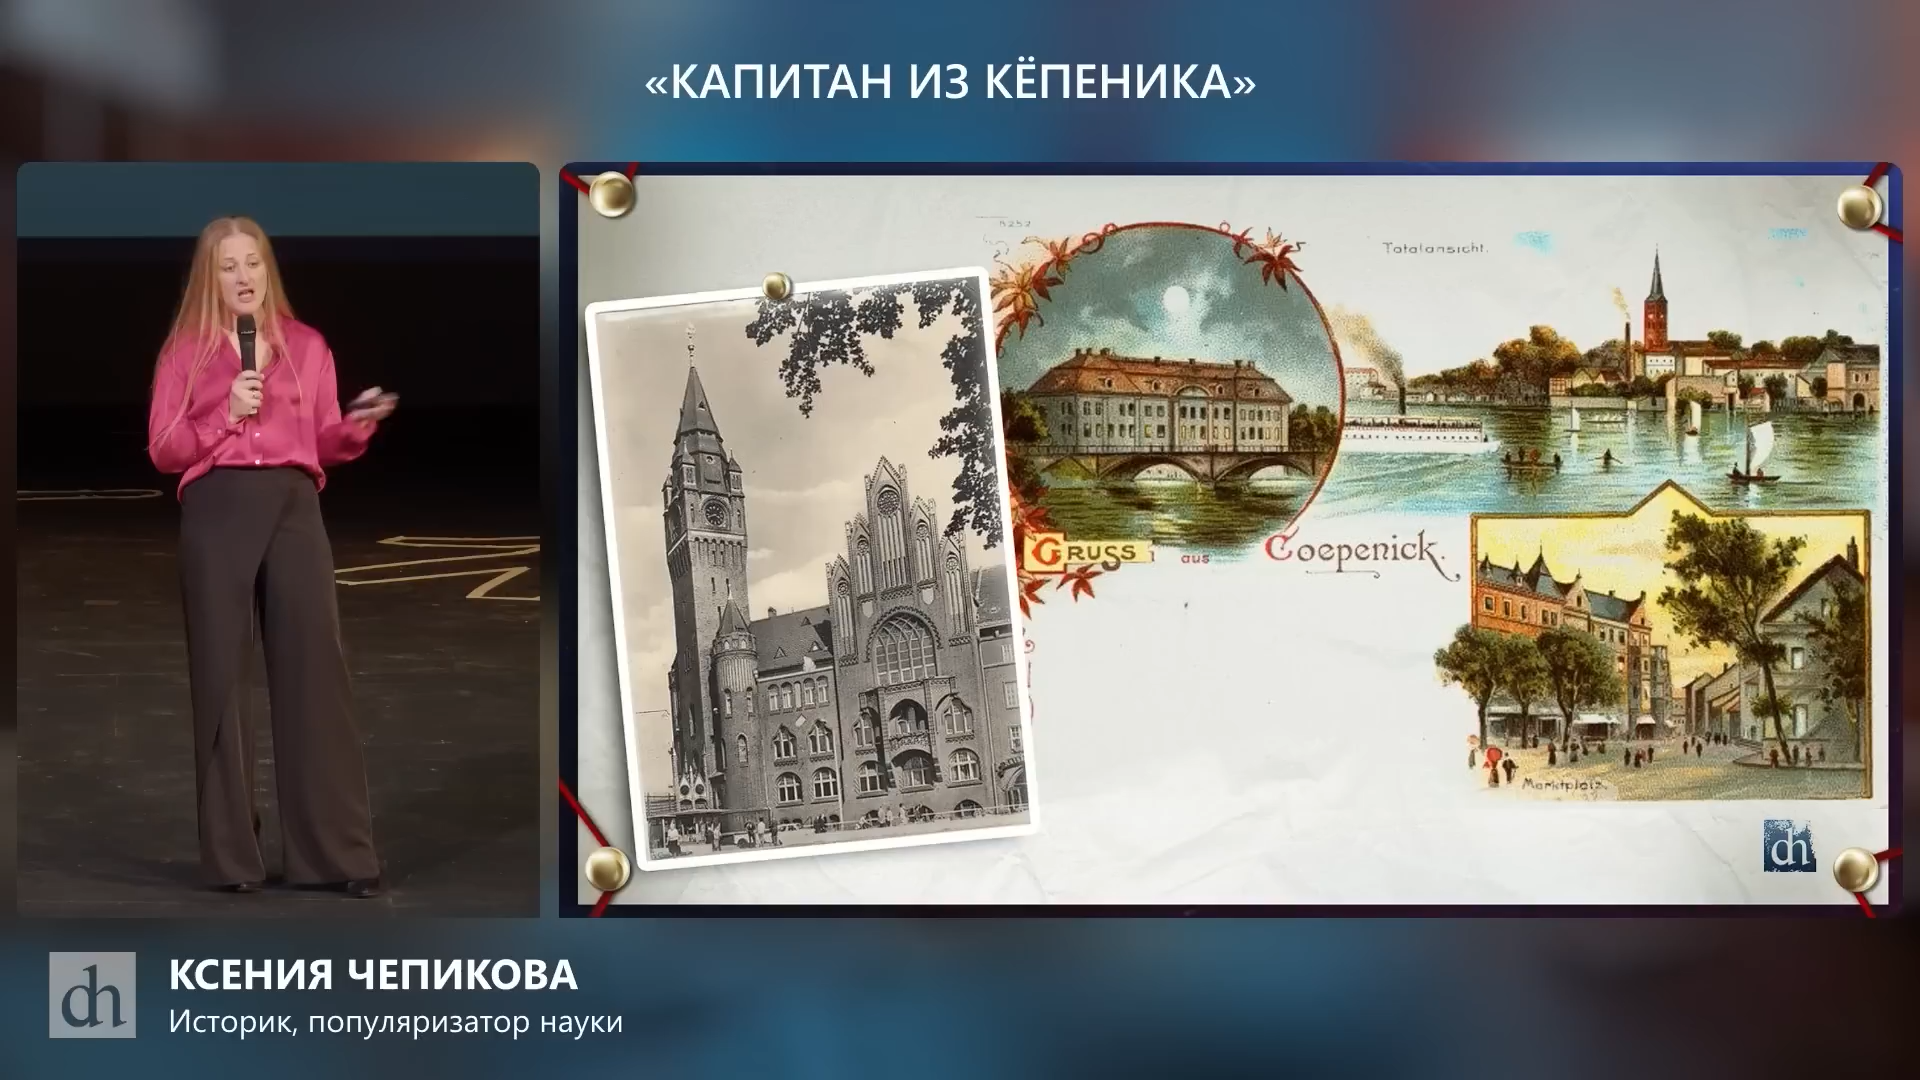 «КАПИТАН ИЗ КЁПЕНИКА»
Totalansicht.
GRUSS aus Coepenick.
Marktplatz.
dh
dh
КСЕНИЯ ЧЕПИКОВА
Историк, популяризатор науки